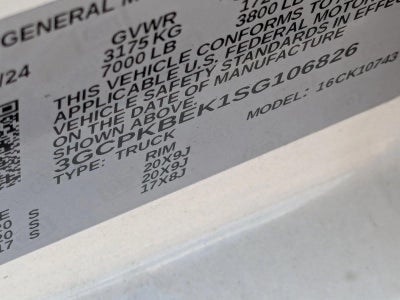 GENERAL M
GVWR
3175 KG
7000 LB
3800 LB
/24
THIS VEHICLE CONFORMS TO
APPLICABLE U.S. FEDERAL MOTOR
VEHICLE SAFETY STANDARDS IN EFFEC
ON THE DATE OF MANUFACTURE
SHOWN ABOVE.
3GCPKBEK1SG106826
TYPE: TRUCK
MODEL: 16CK10743
RIM
20X9J
20X9J
17X8J
S
S
S